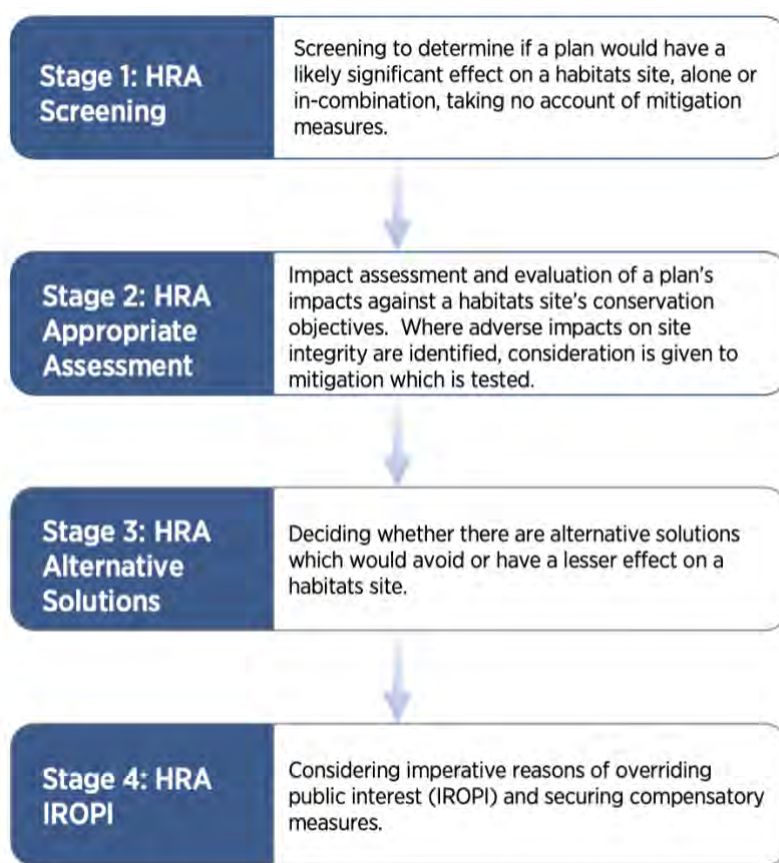 Stage 1: HRA
Screening
Screening to determine if a plan would have a
likely significant effect on a habitats site, alone or
in-combination, taking no account of mitigation
measures.
Stage 2: HRA
Appropriate
Assessment
Impact assessment and evaluation of a plan's
impacts against a habitats site's conservation
objectives.  Where adverse impacts on site
integrity are identified, consideration is given to
mitigation which is tested.
Stage 3: HRA
Alternative
Solutions
Deciding whether there are alternative solutions
which would avoid or have a lesser effect on a
habitats site.
Stage 4: HRA
IROPI
Considering imperative reasons of overriding
public interest (IROPI) and securing compensatory
measures.